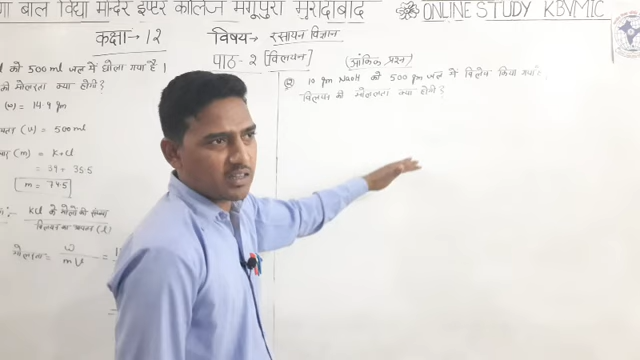 बाल विद्या मन्दिर इण्टर कॉलेज मंगूपुरा मुरादाबाद
ONLINE STUDY KBVMIC
कक्षा→12 विषय→ रसायन विज्ञान
पाठ-2 [विलयन] (आंकिक प्रश्न)
को 500 ml जल में घोला गया है।
की मोलरता क्या होगी?
(w) = 14.9 gm
(v) = 500 ml
(m) = KCl
= 39 + 35.5
m = 74.5
KCl के मोलों की संख्या
विलयन का आयतन (l)
मोलरता = w
mV
=
10 gm NaOH को 500 gm जल में विलेय किया गया।
विलयन की मोललता क्या होगी?